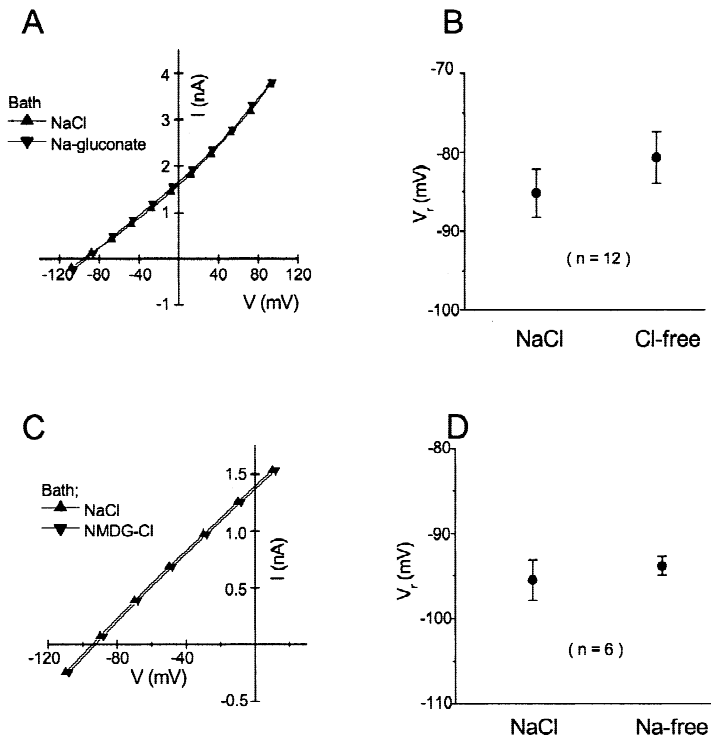 A
Bath
NaCl
Na-gluconate
I (nA)
4
3
2
1
-1
-120 -80 -40 0 40 80 120
V (mV)
B
-70
-80
-90
-100
Vr (mV)
( n = 12 )
NaCl Cl-free
C
Bath;
NaCl
NMDG-Cl
1.5
1.0
0.5
-0.5
I (nA)
-120 -80 -40
V (mV)
D
-80
-90
-100
-110
Vr (mV)
( n = 6 )
NaCl Na-free